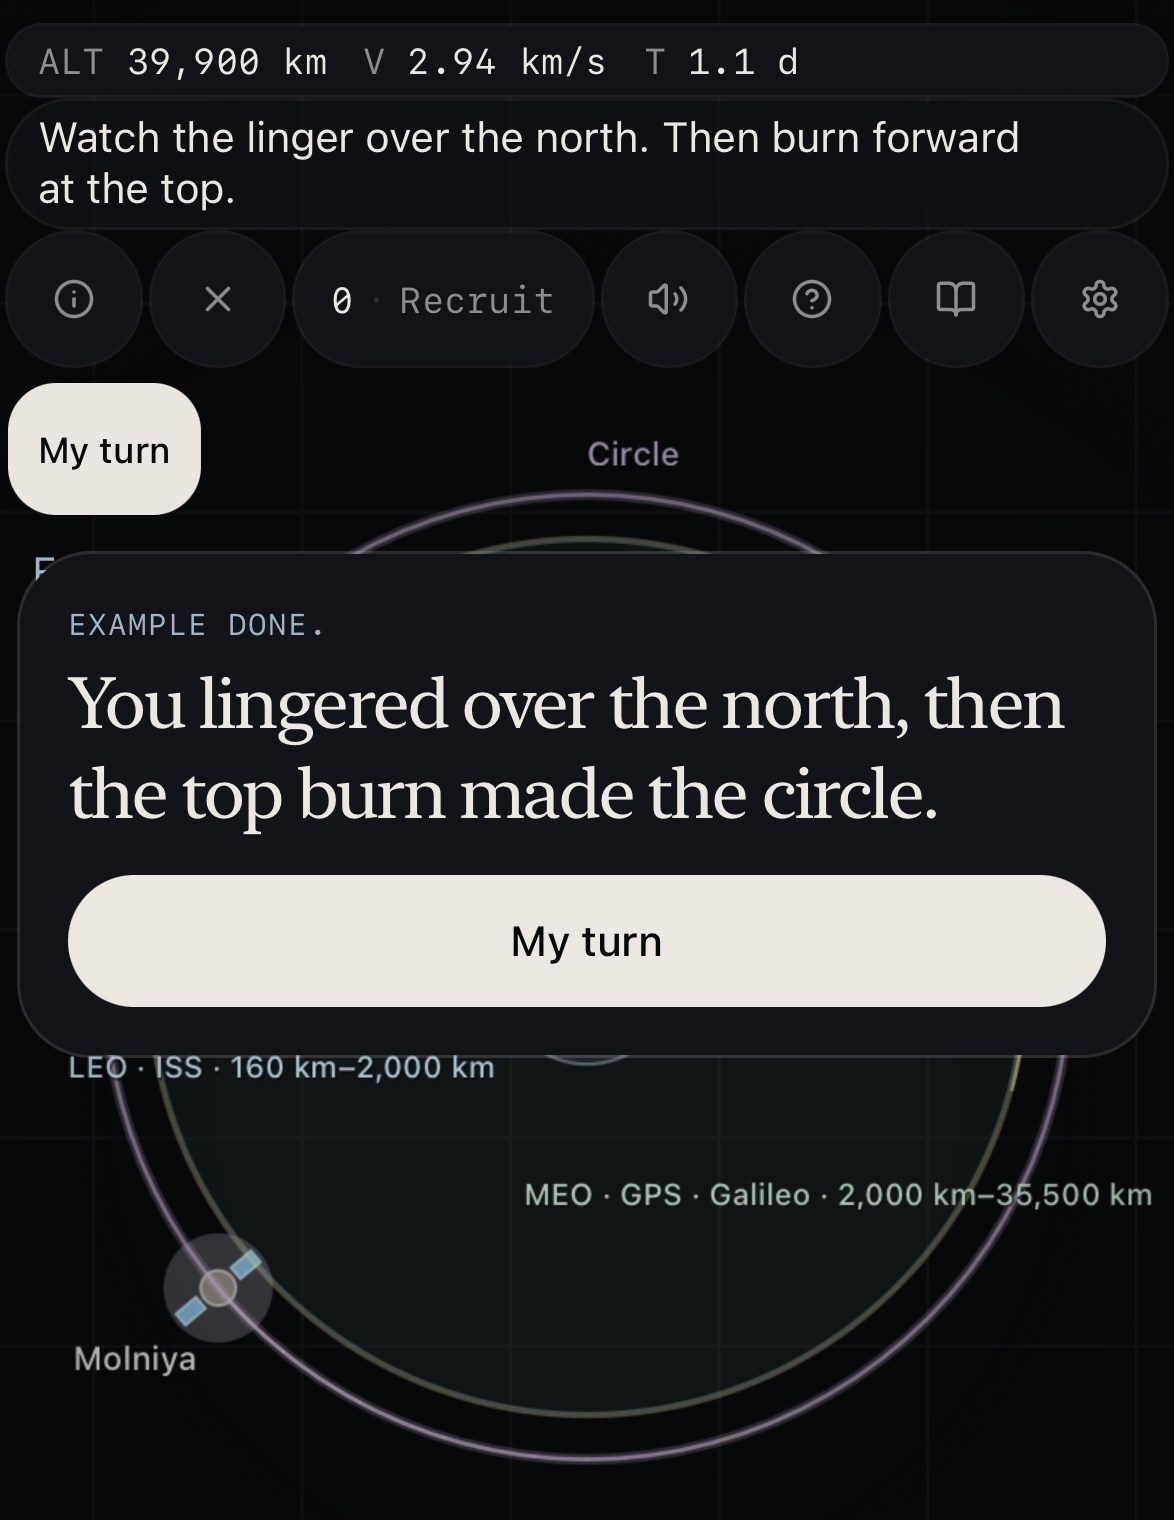 ALT 39,900 km V 2.94 km/s T 1.1 d
Watch the linger over the north. Then burn forward
at the top.
0 · Recruit
My turn
Circle
EXAMPLE DONE.
You lingered over the north, then
the top burn made the circle.
My turn
LEO · ISS · 160 km–2,000 km
MEO · GPS · Galileo · 2,000 km–35,500 km
Molniya